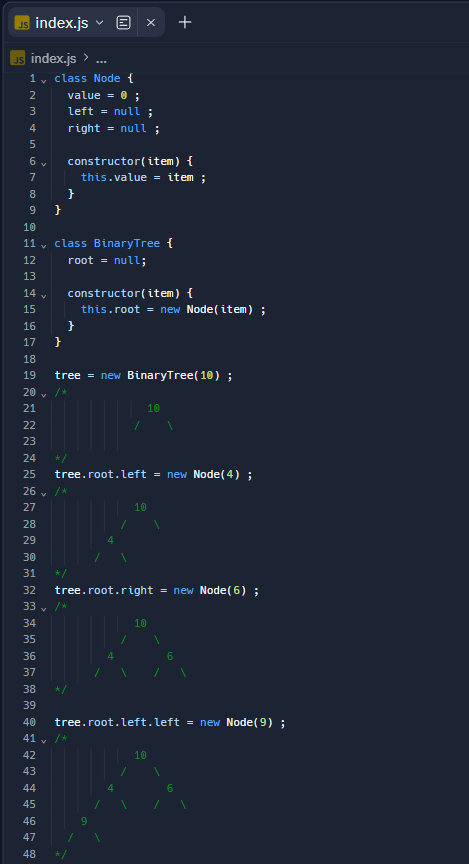 JS index.js
JS index.js > ...
1 class Node {
2 value = 0 ;
3 left = null ;
4 right = null ;
5
6 constructor(item) {
7 this.value = item ;
8 }
9 }
10
11 class BinaryTree {
12 root = null;
13
14 constructor(item) {
15 this.root = new Node(item) ;
16 }
17 }
18
19 tree = new BinaryTree(10) ;
20 /*
21 10
22 / \
23
24 */
25 tree.root.left = new Node(4) ;
26 /*
27 10
28 / \
29 4
30 / \
31 */
32 tree.root.right = new Node(6) ;
33 /*
34 10
35 / \
36 4 6
37 / \ / \
38 */
39
40 tree.root.left.left = new Node(9) ;
41 /*
42 10
43 / \
44 4 6
45 / \ / \
46 9
47 / \
48 */